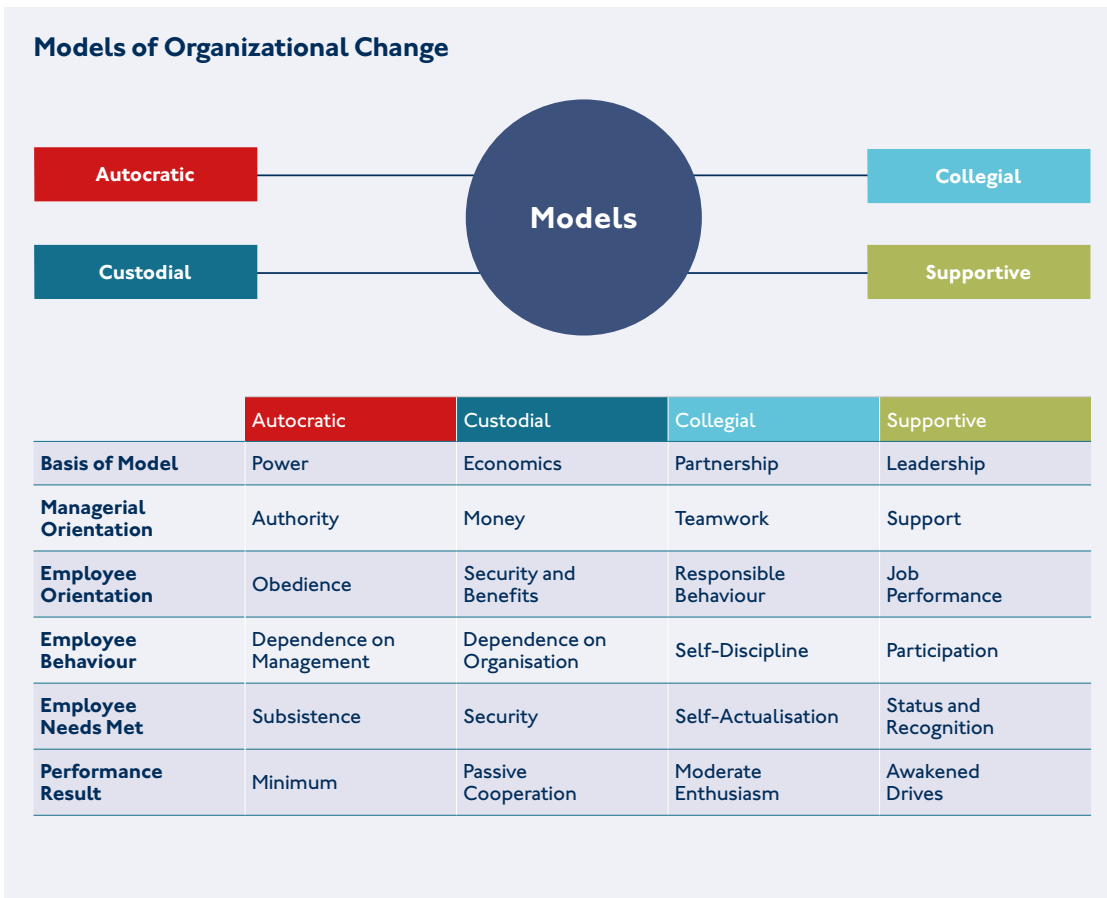 Models of Organizational Change
Autocratic
Models
Collegial
Custodial
Supportive
Autocratic Custodial Collegial Supportive
Basis of Model Power Economics Partnership Leadership
Managerial
Orientation Authority Money Teamwork Support
Employee
Orientation Obedience Security and
Benefits Responsible
Behaviour Job
Performance
Employee
Behaviour Dependence on
Management Dependence on
Organisation Self-Discipline Participation
Employee
Needs Met Subsistence Security Self-Actualisation Status and
Recognition
Performance
Result Minimum Passive
Cooperation Moderate
Enthusiasm Awakened
Drives